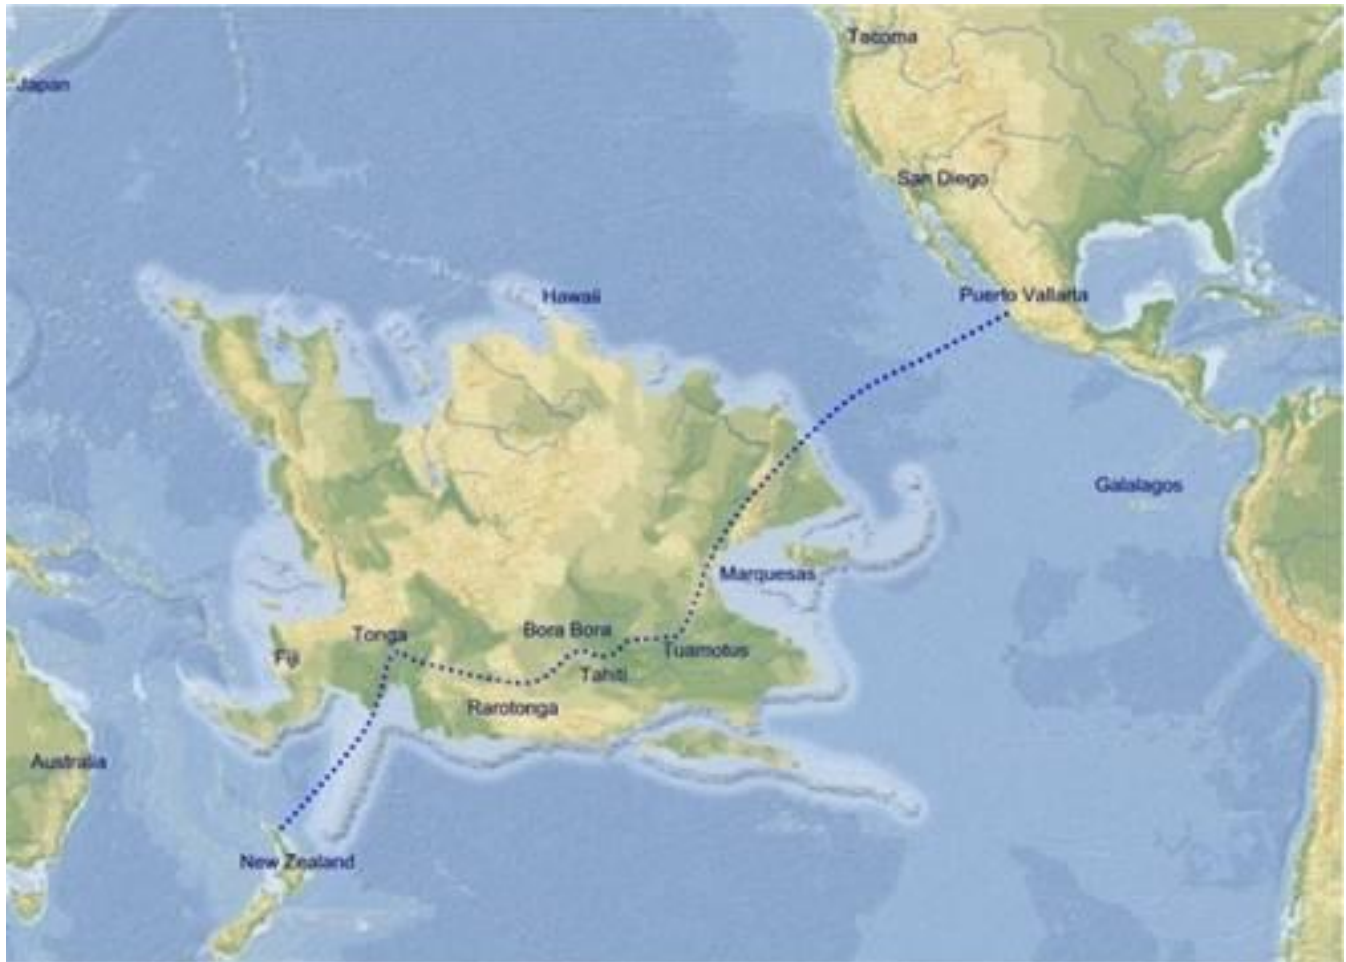 Tacoma
Japan
San Diego
Hawaii
Puerto Vallarta
Galalagos
Marquesas
Bora Bora
Tonga
Tuamotus
Fiji
Tahiti
Rarotonga
Australia
New Zealand